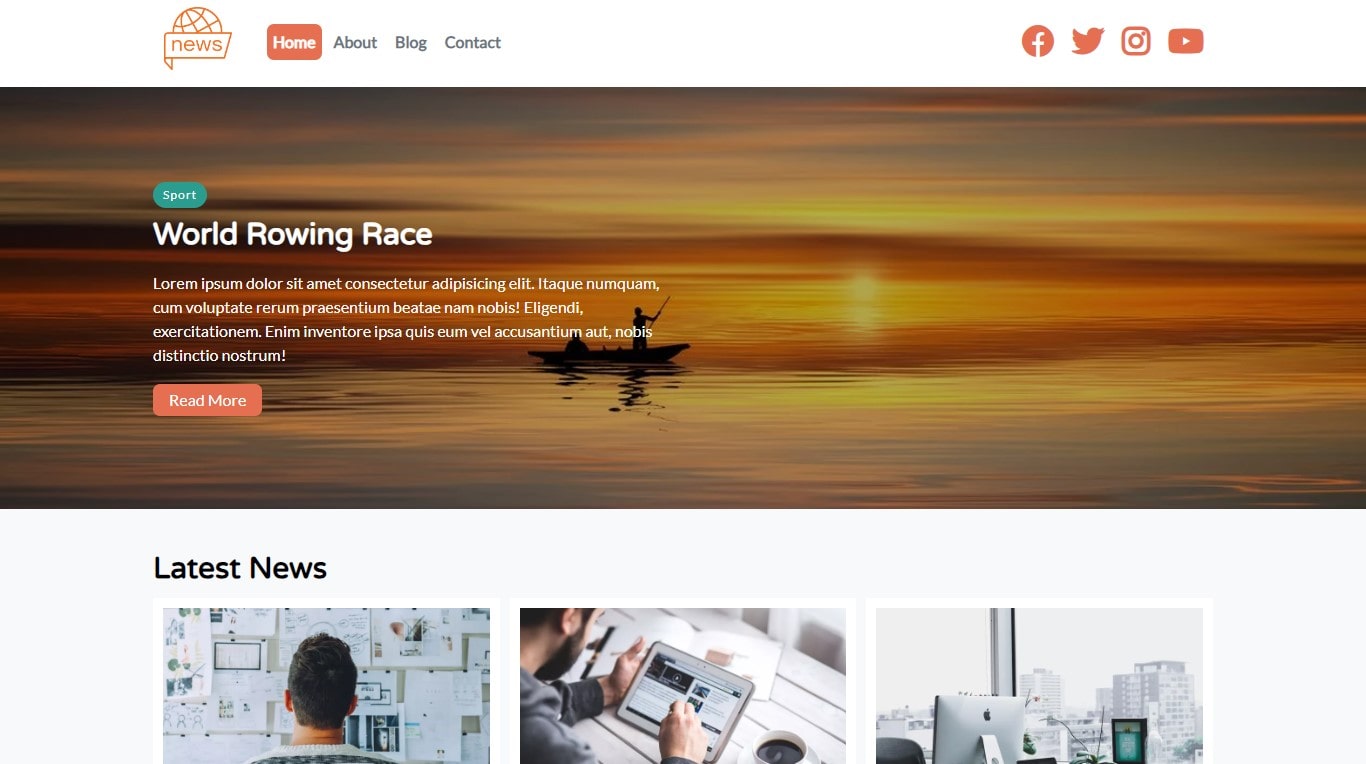 news
Home About Blog Contact
Sport
World Rowing Race
Lorem ipsum dolor sit amet consectetur adipisicing elit. Itaque numquam,
cum voluptate rerum praesentium beatae nam nobis! Eligendi,
exercitationem. Enim inventore ipsa quis eum vel accusantium aut, nobis
distinctio nostrum!
Read More
Latest News